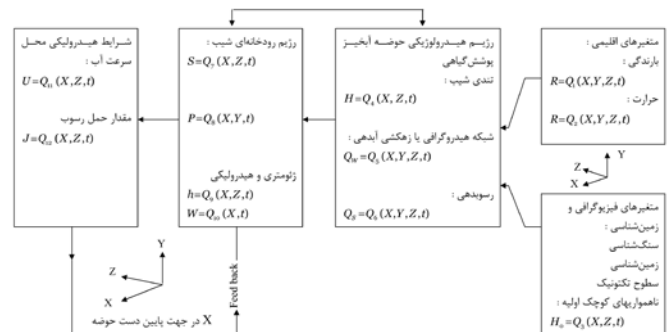 متغیرهای اقلیمی :
بارندگی :
R=Q₁(X,Y,Z,t)
حرارت :
R=Q₂(X,Y,Z,t)
Y
Z
X
متغیرهای فیزیوگرافی و
زمین‌شناسی :
سنگ‌شناسی
زمین‌شناسی
سطوح تکتونیک
ناهمواریهای کوچک اولیه :
H₀=Q₃(X,Z,t)
رژیم هیدرولوژیکی حوضه آبخیز
پوشش گیاهی
تندی شیب :
H=Q₄(X,Z,t)
شبکه هیدروگرافی یا زهکشی آبدهی :
Q_W=Q₅(X,Y,Z,t)
رسوبدهی :
Q_S=Q₆(X,Y,Z,t)
رژیم رودخانه‌ای شیب :
S=Q₇(X,Z,t)
P=Q₈(X,Y,t)
ژئومتری و هیدرولیکی
h=Q₉(X,Z,t)
W=Q₁₀(X,t)
شرایط هیدرولیکی محل
سرعت آب :
U=Q₁₁(X,Z,t)
مقدار حمل رسوب
J=Q₁₂(X,Z,t)
Y
Z
X
X در جهت پایین دست حوضه
Feed back